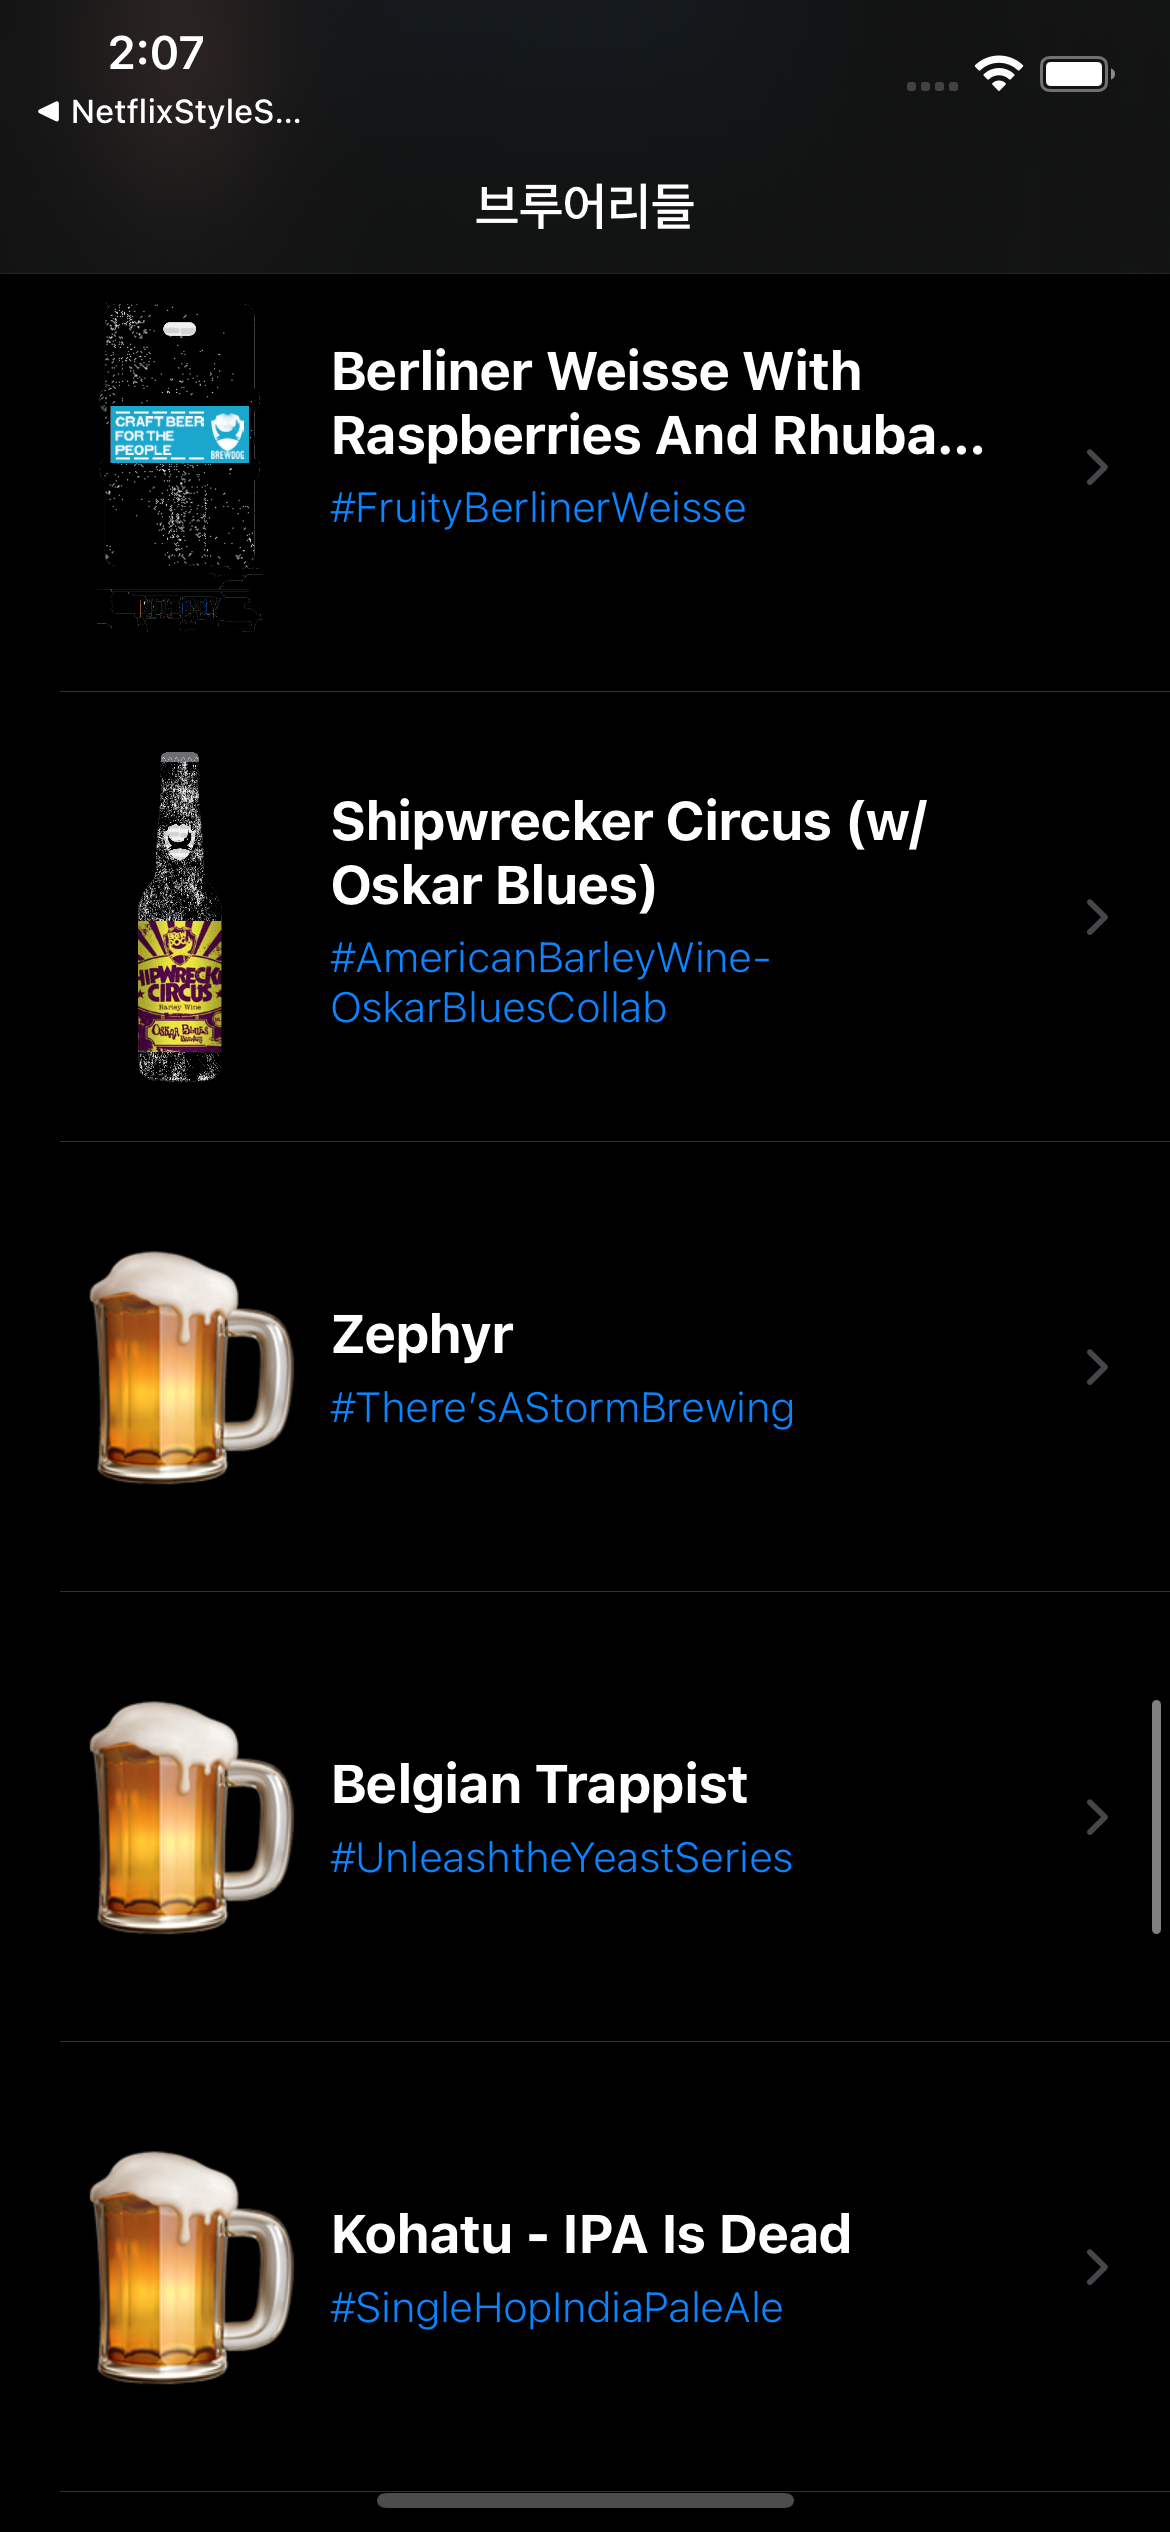 2:07
NetflixStyleS...
브루어리들
CRAFT BEER
FOR THE
PEOPLE
BREWDOG
Berliner Weisse With
Raspberries And Rhuba...
#FruityBerlinerWeisse
CIRCUS
Barley Wine
OSKAR BLUES
Shipwrecker Circus (w/
Oskar Blues)
#AmericanBarleyWine-
OskarBluesCollab
Zephyr
#There’sAStormBrewing
Belgian Trappist
#UnleashtheYeastSeries
Kohatu - IPA Is Dead
#SingleHopIndiaPaleAle